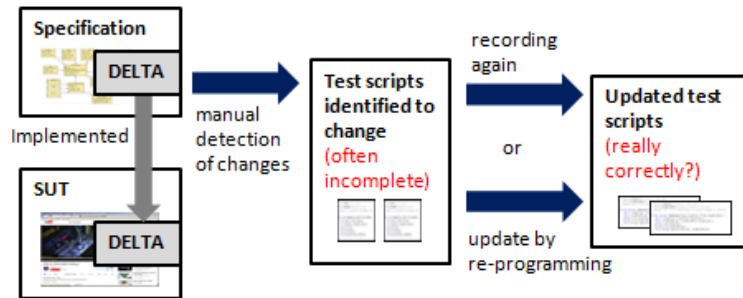 Specification
DELTA
Implemented
SUT
DELTA
manual
detection
of changes
Test scripts
identified to
change
(often
incomplete)
recording
again
or
update by
re-programming
Updated test
scripts
(really
correctly?)